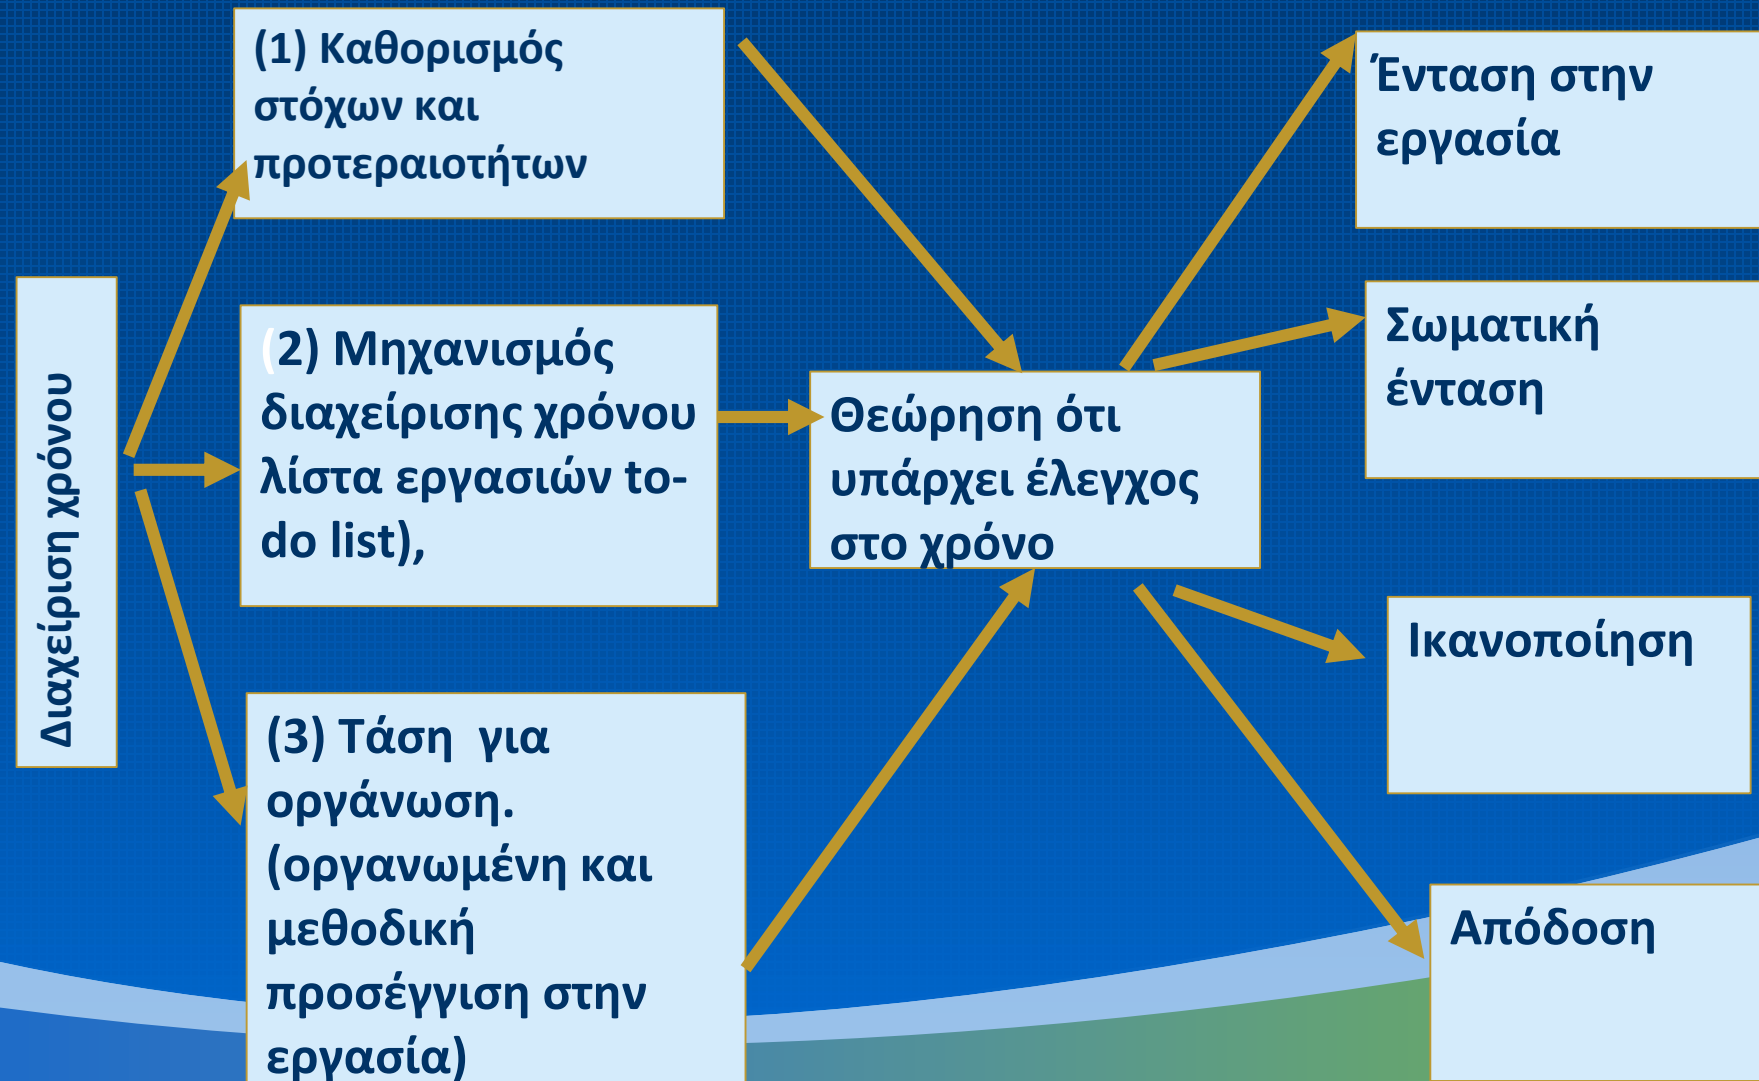 Διαχείριση χρόνου
(1) Καθορισμός
στόχων και
προτεραιοτήτων
(2) Μηχανισμός
διαχείρισης χρόνου
λίστα εργασιών to-
do list),
(3) Τάση για
οργάνωση.
(οργανωμένη και
μεθοδική
προσέγγιση στην
εργασία)
Θεώρηση ότι
υπάρχει έλεγχος
στο χρόνο
Ένταση στην
εργασία
Σωματική
ένταση
Ικανοποίηση
Απόδοση